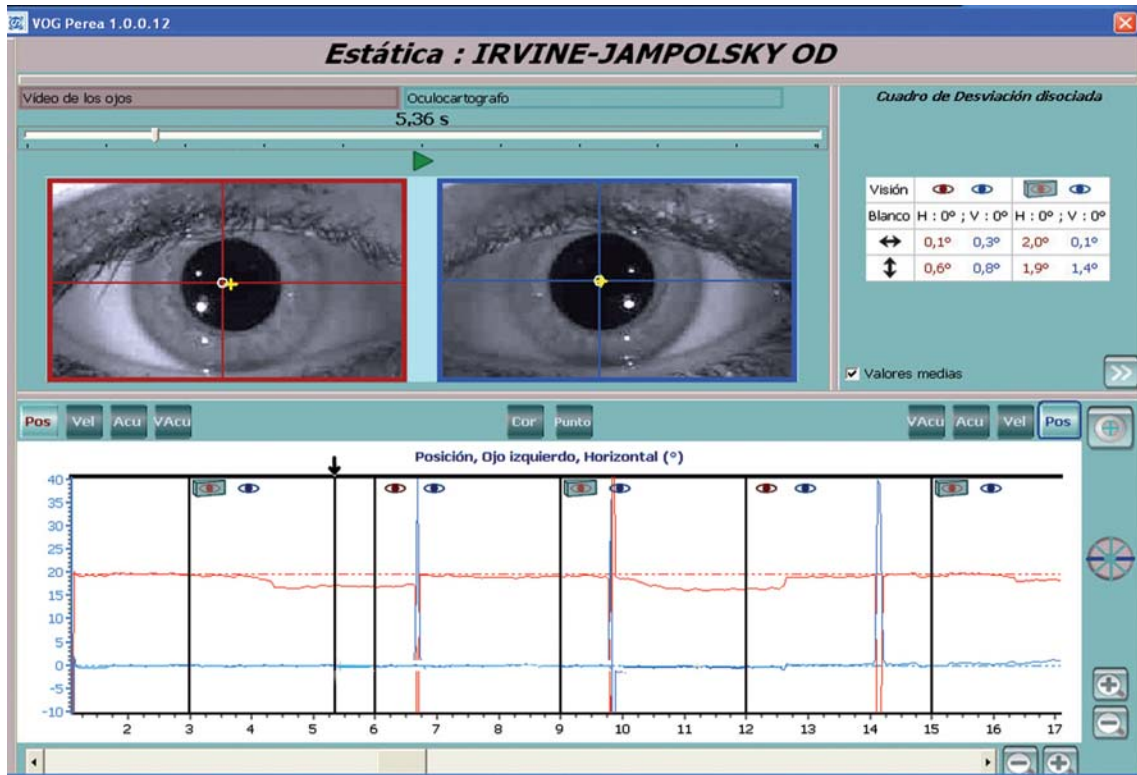 VOG Perea 1.0.0.12
Estática : IRVINE-JAMPOLSKY OD
Vídeo de los ojos
Oculocartografo
5,36 s
Cuadro de Desviación disociada
Visión
Blanco H : 0º ; V : 0º H : 0º ; V : 0º
0,1º 0,3º 2,0º 0,1º
0,6º 0,8º 1,9º 1,4º
Valores medias
>>
Pos Vel Acu VAcu Cor Punto VAcu Acu Vel Pos
Posición, Ojo izquierdo, Horizontal (º)
40
35
30
25
20
15
10
5
0
-5
-10
2 3 4 5 6 7 8 9 10 11 12 13 14 15 16 17